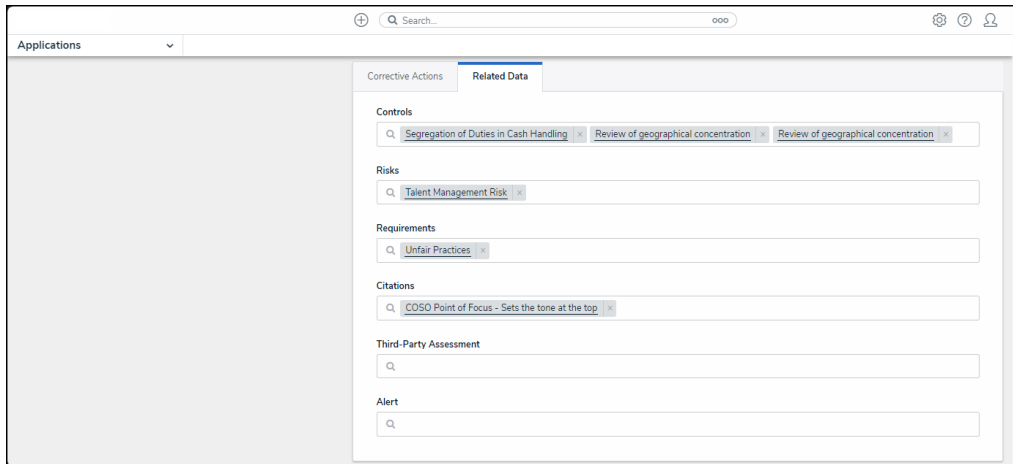 Search...
Applications
Corrective Actions Related Data
Controls
Segregation of Duties in Cash Handling × Review of geographical concentration × Review of geographical concentration ×
Risks
Talent Management Risk ×
Requirements
Unfair Practices ×
Citations
COSO Point of Focus - Sets the tone at the top ×
Third-Party Assessment
Alert